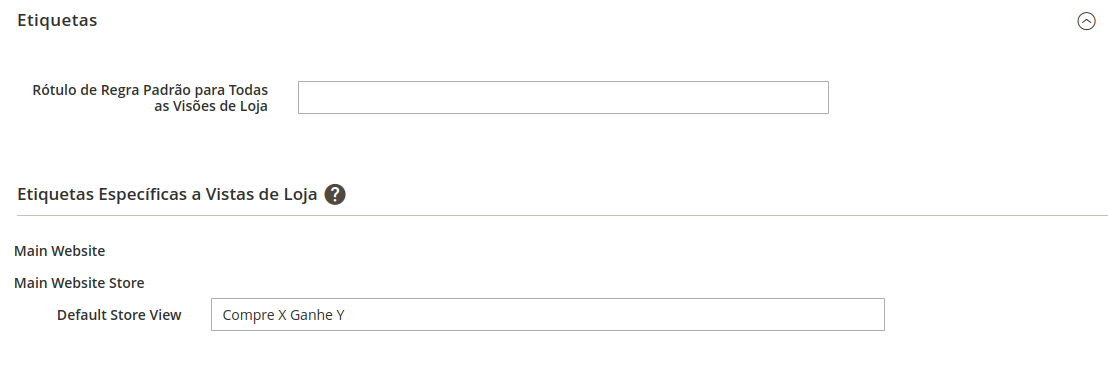 Etiquetas
Rótulo de Regra Padrão para Todas
as Visões de Loja
Etiquetas Específicas a Vistas de Loja ?
Main Website
Main Website Store
Default Store View
Compre X Ganhe Y